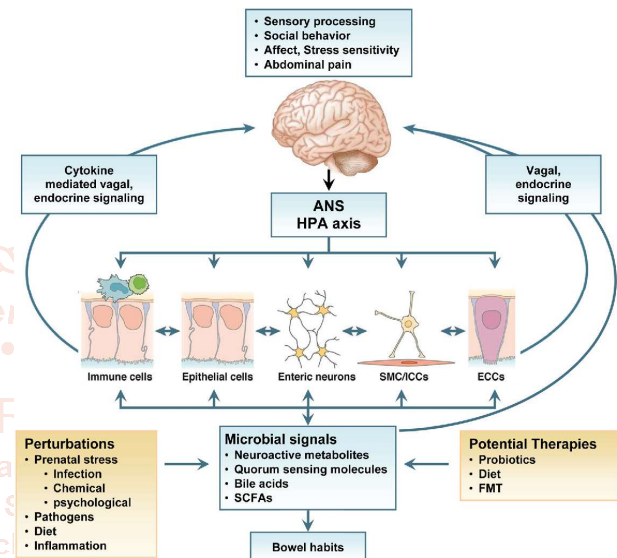 • Sensory processing
• Social behavior
• Affect, Stress sensitivity
• Abdominal pain
Cytokine
mediated vagal,
endocrine signaling
Vagal,
endocrine
signaling
ANS
HPA axis
Immune cells
Epithelial cells
Enteric neurons
SMC/ICCs
ECCs
Perturbations
• Prenatal stress
• Infection
• Chemical
• psychological
• Pathogens
• Diet
• Inflammation
Microbial signals
• Neuroactive metabolites
• Quorum sensing molecules
• Bile acids
• SCFAs
Potential Therapies
• Probiotics
• Diet
• FMT
Bowel habits